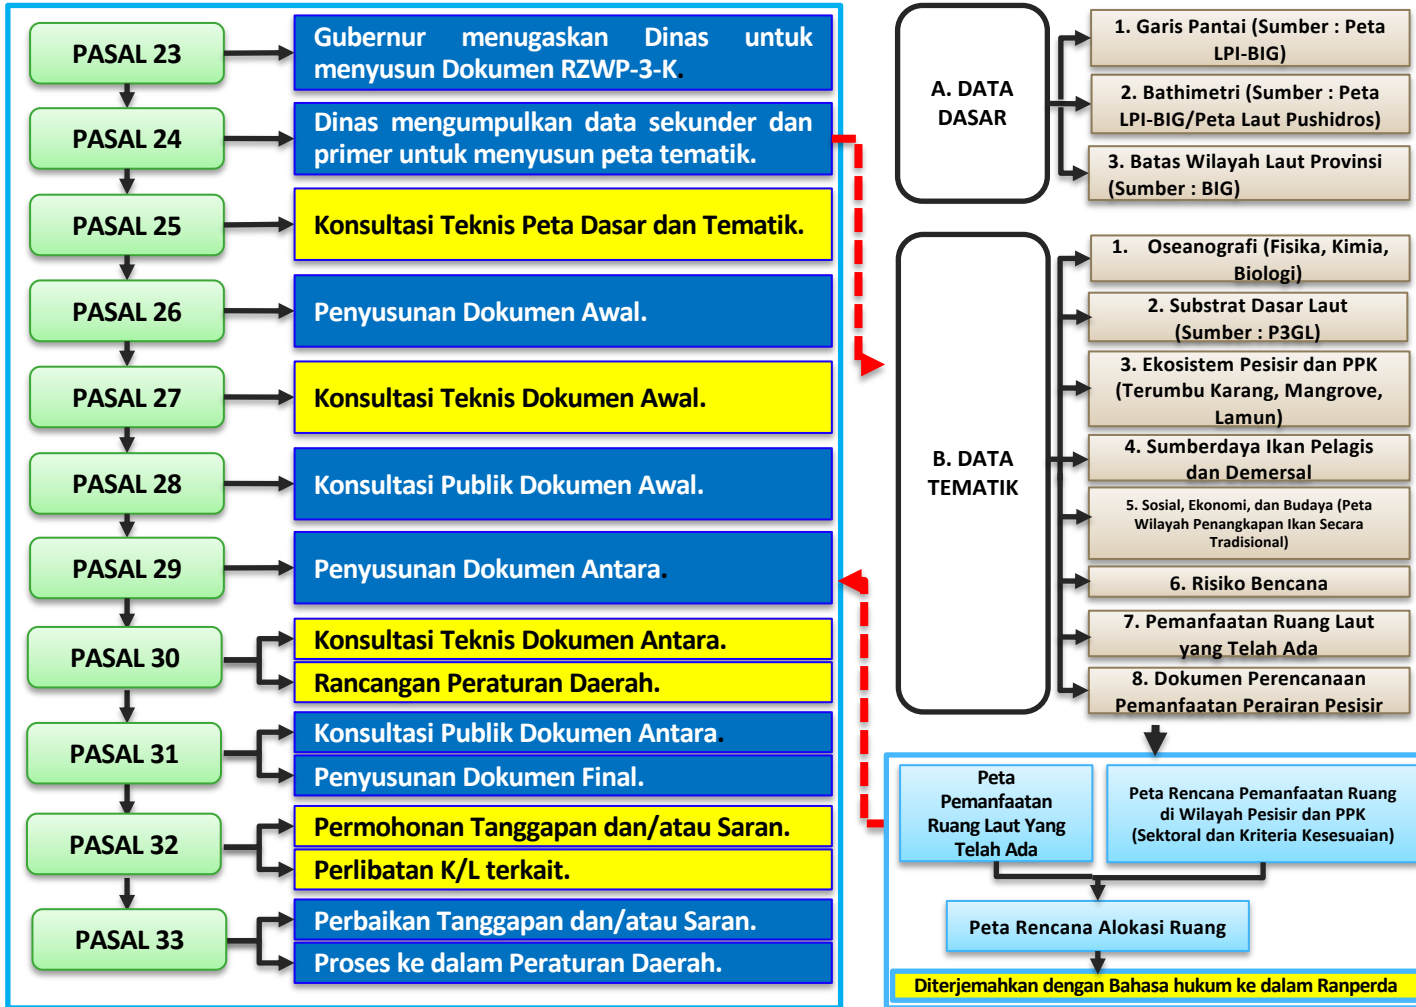 PASAL 23
Gubernur menugaskan Dinas untuk
menyusun Dokumen RZWP-3-K.
PASAL 24
Dinas mengumpulkan data sekunder dan
primer untuk menyusun peta tematik.
PASAL 25
Konsultasi Teknis Peta Dasar dan Tematik.
PASAL 26
Penyusunan Dokumen Awal.
PASAL 27
Konsultasi Teknis Dokumen Awal.
PASAL 28
Konsultasi Publik Dokumen Awal.
PASAL 29
Penyusunan Dokumen Antara.
PASAL 30
Konsultasi Teknis Dokumen Antara.
Rancangan Peraturan Daerah.
PASAL 31
Konsultasi Publik Dokumen Antara.
Penyusunan Dokumen Final.
PASAL 32
Permohonan Tanggapan dan/atau Saran.
Perlibatan K/L terkait.
PASAL 33
Perbaikan Tanggapan dan/atau Saran.
Proses ke dalam Peraturan Daerah.
A. DATA
DASAR
1. Garis Pantai (Sumber : Peta
LPI-BIG)
2. Bathimetri (Sumber : Peta
LPI-BIG/Peta Laut Pushidros)
3. Batas Wilayah Laut Provinsi
(Sumber : BIG)
B. DATA
TEMATIK
1. Oseanografi (Fisika, Kimia,
Biologi)
2. Substrat Dasar Laut
(Sumber : P3GL)
3. Ekosistem Pesisir dan PPK
(Terumbu Karang, Mangrove,
Lamun)
4. Sumberdaya Ikan Pelagis
dan Demersal
5. Sosial, Ekonomi, dan Budaya (Peta
Wilayah Penangkapan Ikan Secara
Tradisional)
6. Risiko Bencana
7. Pemanfaatan Ruang Laut
yang Telah Ada
8. Dokumen Perencanaan
Pemanfaatan Perairan Pesisir
Peta
Pemanfaatan
Ruang Laut Yang
Telah Ada
Peta Rencana Pemanfaatan Ruang
di Wilayah Pesisir dan PPK
(Sektoral dan Kriteria Kesesuaian)
Peta Rencana Alokasi Ruang
Diterjemahkan dengan Bahasa hukum ke dalam Ranperda